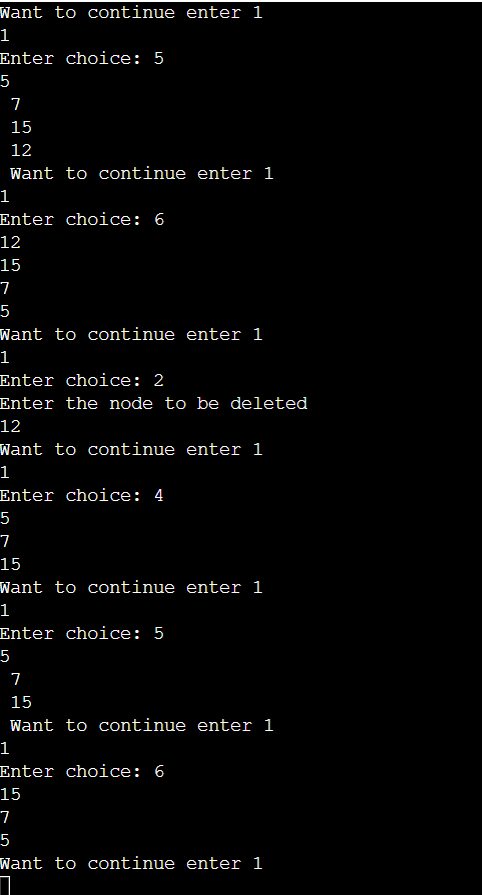 Want to continue enter 1
1
Enter choice: 5
5
 7
 15
 12
 Want to continue enter 1
1
Enter choice: 6
12
15
7
5
Want to continue enter 1
1
Enter choice: 2
Enter the node to be deleted
12
Want to continue enter 1
1
Enter choice: 4
5
7
15
Want to continue enter 1
1
Enter choice: 5
5
 7
 15
 Want to continue enter 1
1
Enter choice: 6
15
7
5
Want to continue enter 1